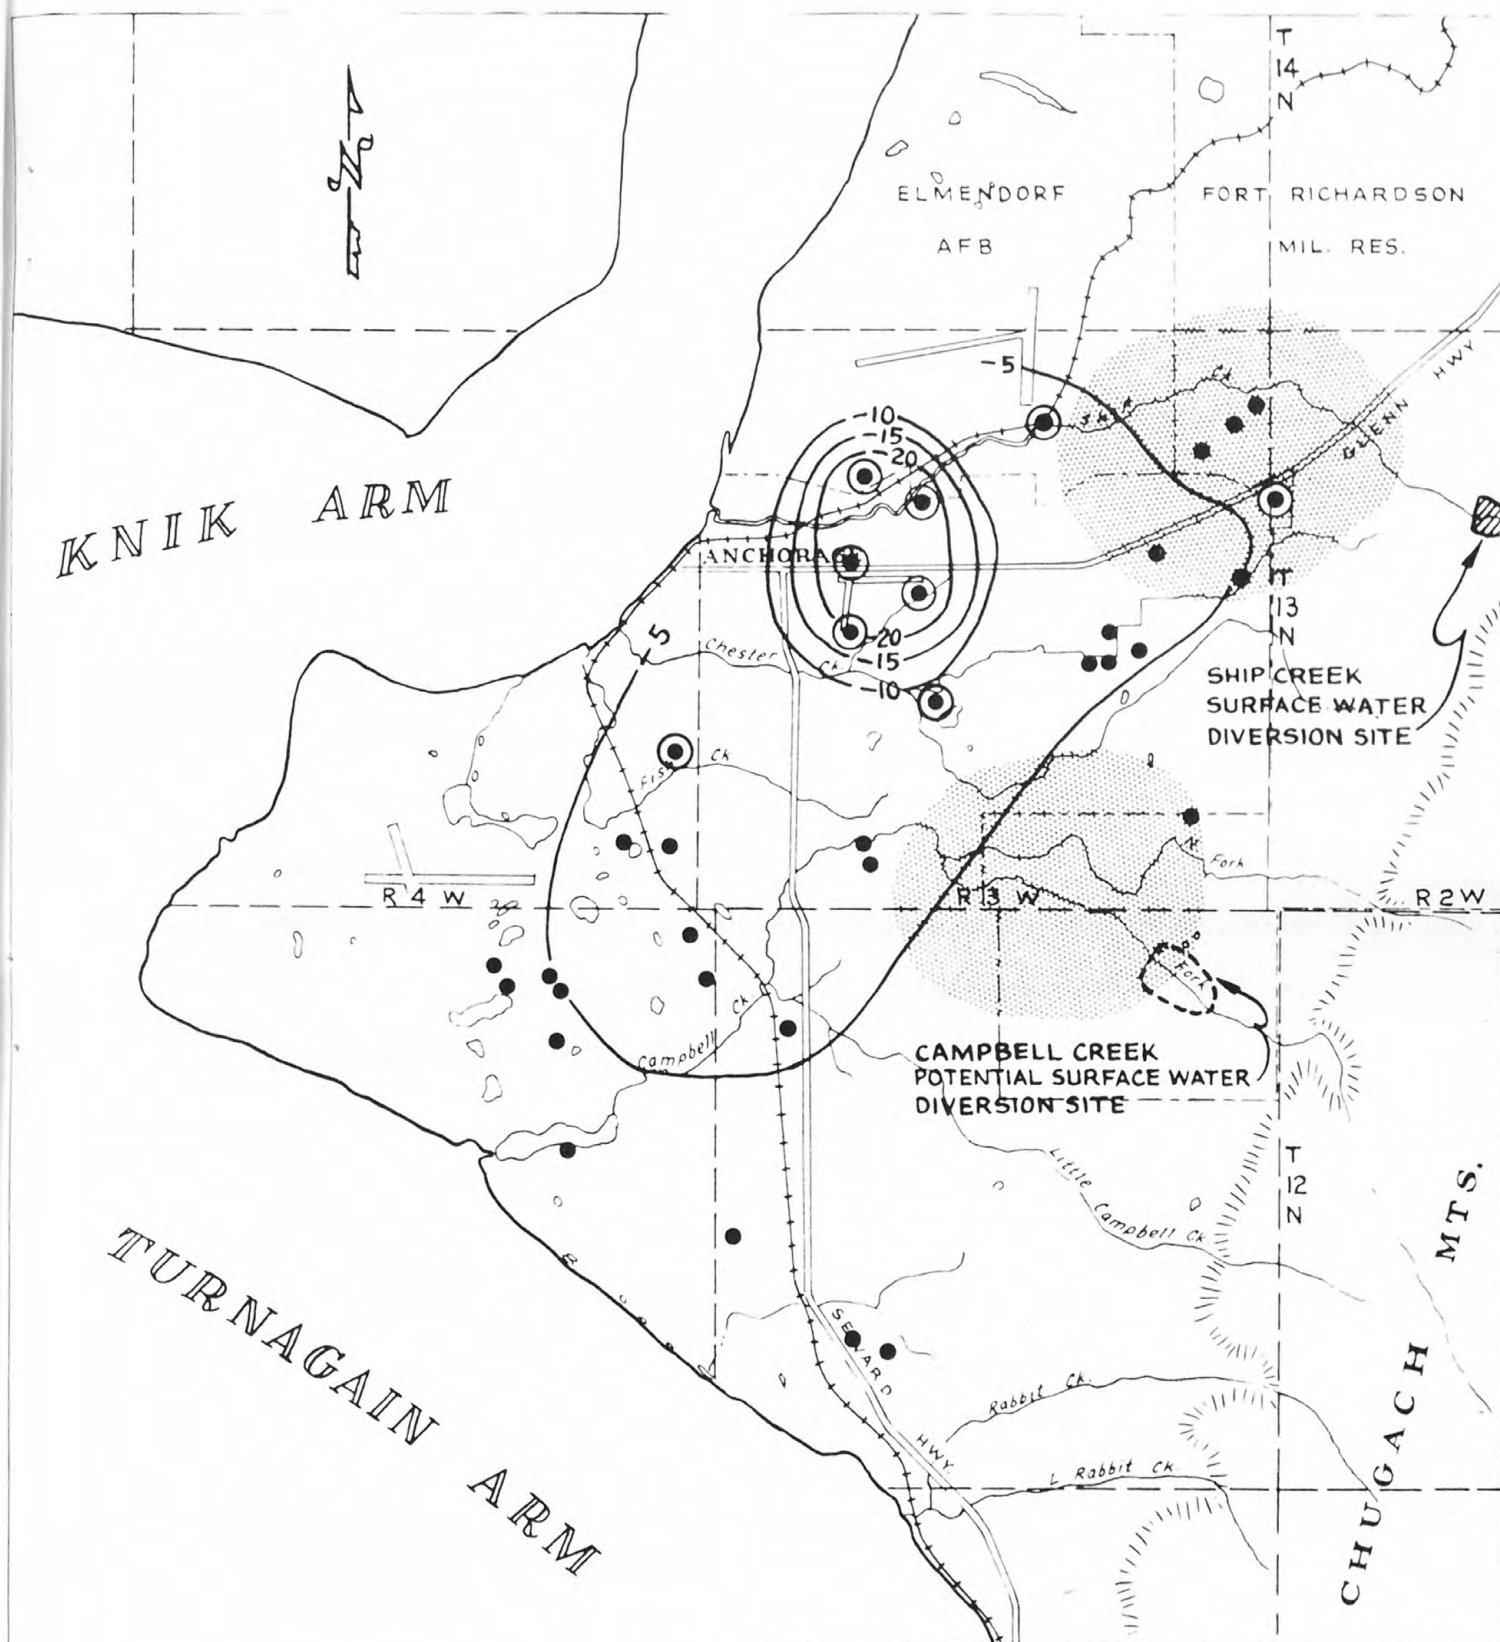 T
14
N
ELMENDORF
AFB
FORT RICHARDSON
MIL. RES.
HWY
GLENN
-5
CK
SHIP
-10
-15
-20
KNIK ARM
ANCHORAGE
T
13
N
-20
-15
-10
-5
Chester Ck
SHIP CREEK
SURFACE WATER
DIVERSION SITE
Fish Ck
N Fork
R 4 W
R 3 W
R 2 W
Fork
Campbell Ck
CAMPBELL CREEK
POTENTIAL SURFACE WATER
DIVERSION SITE
T
12
N
Little Campbell Ck
CHUGACH MTS.
TURNAGAIN ARM
SEWARD HWY
Rabbit Ck.
L Rabbit Ck